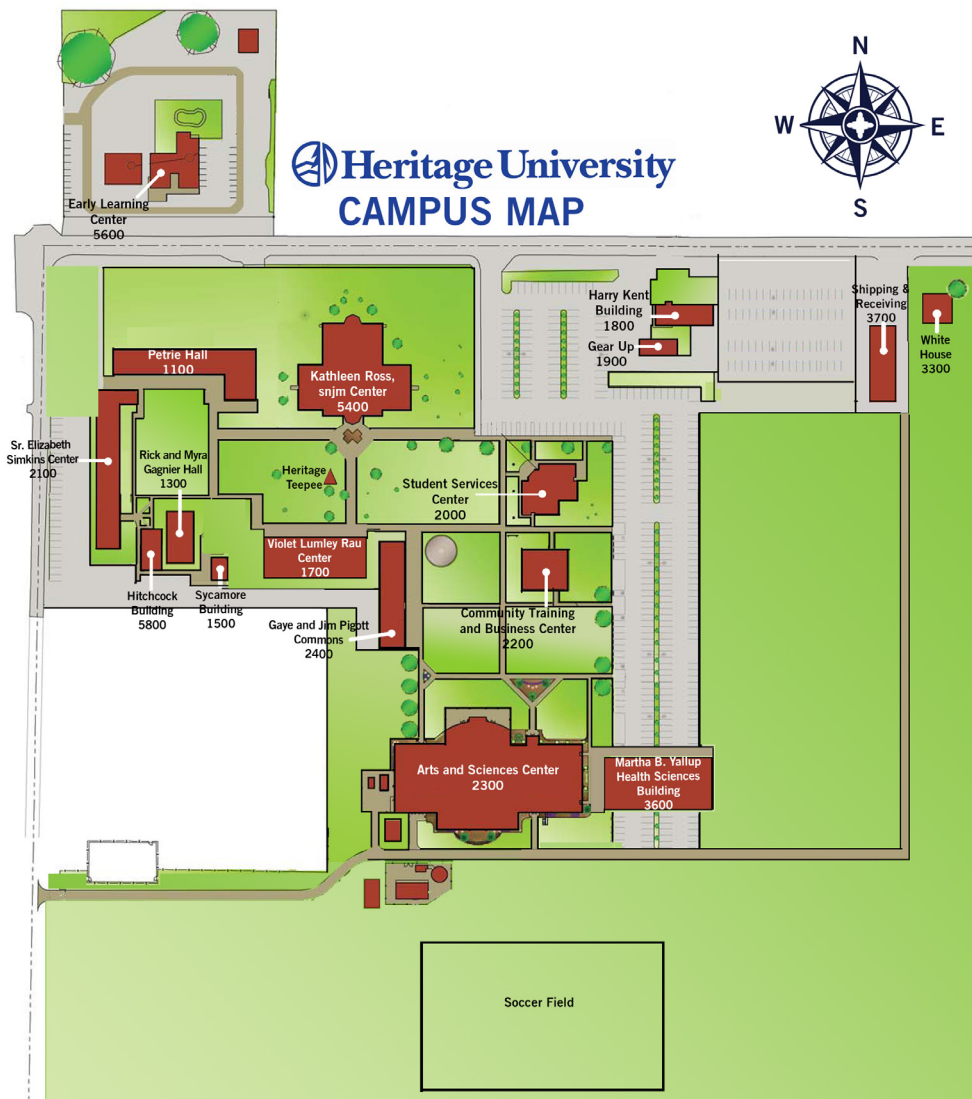 N
W
E
S
Heritage University
CAMPUS MAP
Early Learning
Center
5600
Harry Kent
Building
1800
Gear Up
1900
Shipping &
Receiving
3700
White
House
3300
Petrie Hall
1100
Kathleen Ross,
snjm Center
5400
Sr. Elizabeth
Simkins Center
2100
Rick and Myra
Gagnier Hall
1300
Heritage
Teepee
Student Services
Center
2000
Violet Lumley Rau
Center
1700
Hitchcock
Building
5800
Sycamore
Building
1500
Gaye and Jim Pigott
Commons
2400
Community Training
and Business Center
2200
Arts and Sciences Center
2300
Martha B. Yallup
Health Sciences
Building
3600
Soccer Field